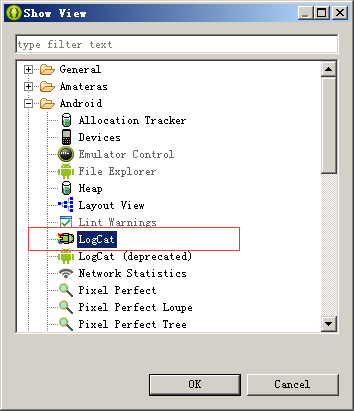 Show View
type filter text
General
Amateras
Android
Allocation Tracker
Devices
Emulator Control
File Explorer
Heap
Layout View
Lint Warnings
LogCat
LogCat (deprecated)
Network Statistics
Pixel Perfect
Pixel Perfect Loupe
Pixel Perfect Tree
OK
Cancel